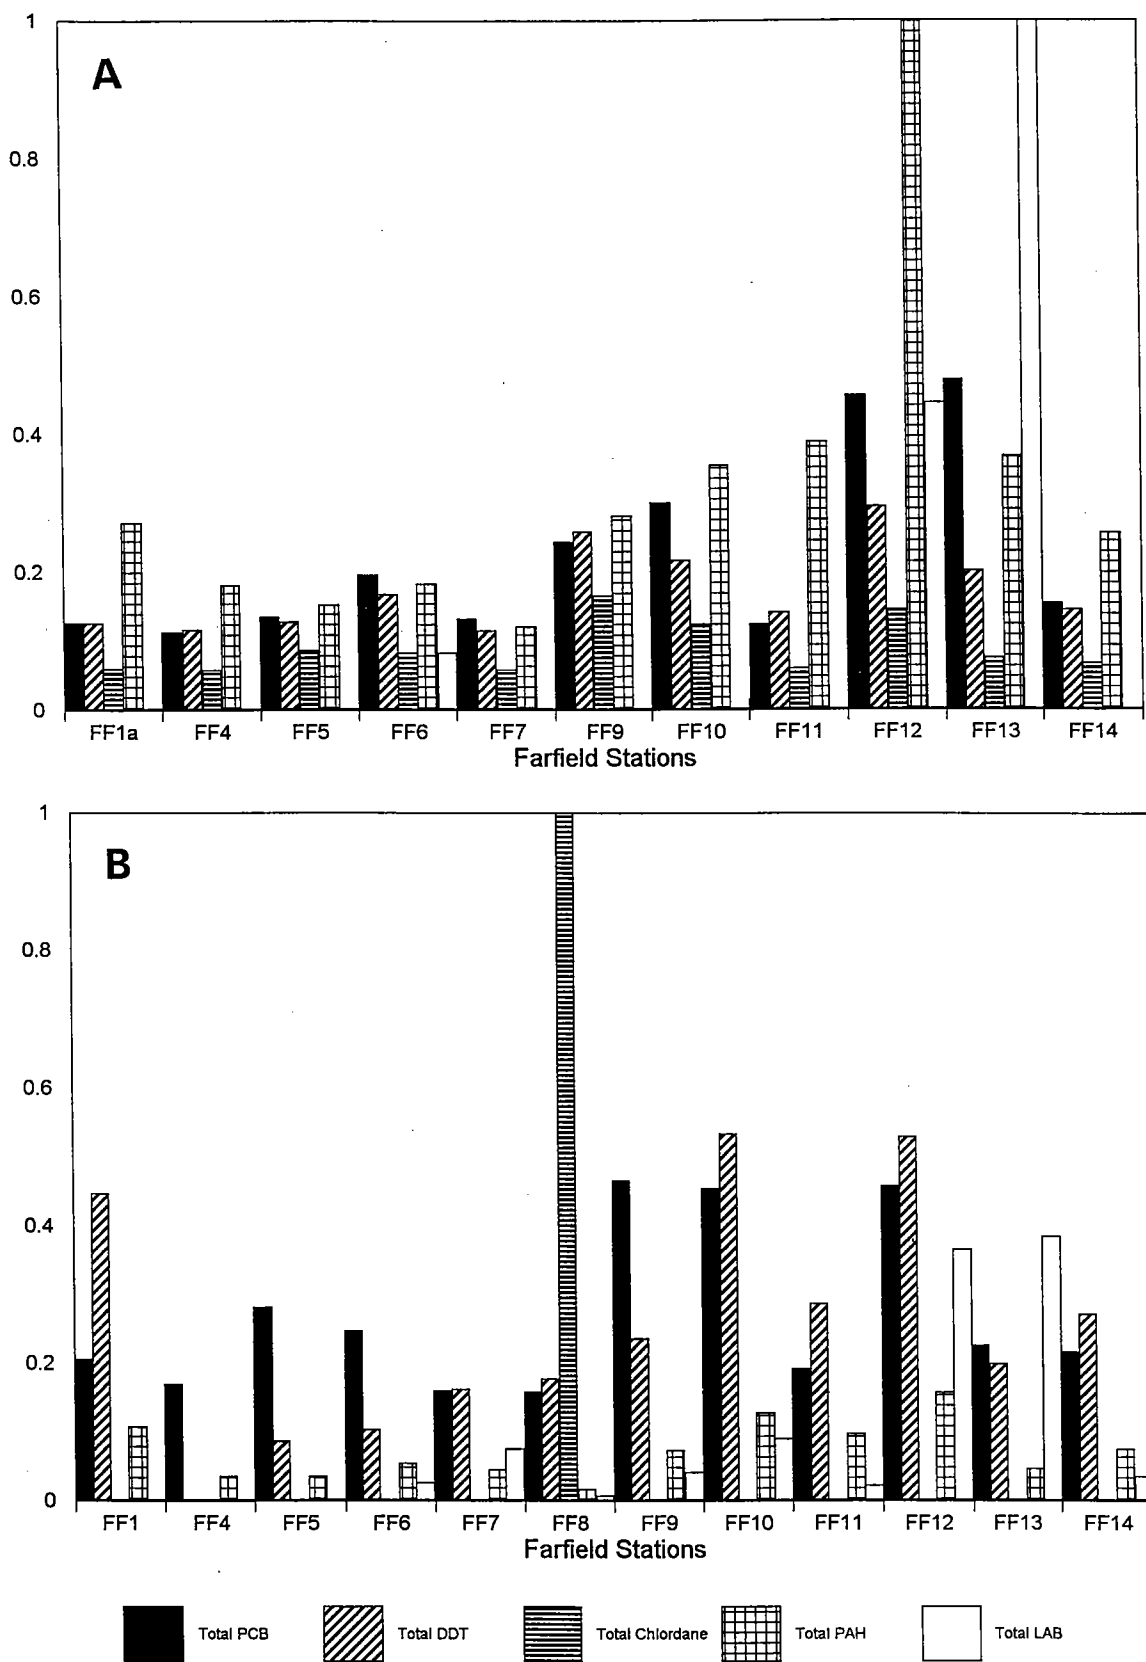 1
A
0.8
0.6
0.4
0.2
0
FF1a FF4 FF5 FF6 FF7 FF9 FF10 FF11 FF12 FF13 FF14
Farfield Stations
1
B
0.8
0.6
0.4
0.2
0
FF1 FF4 FF5 FF6 FF7 FF8 FF9 FF10 FF11 FF12 FF13 FF14
Farfield Stations
Total PCB Total DDT Total Chlordane Total PAH Total LAB